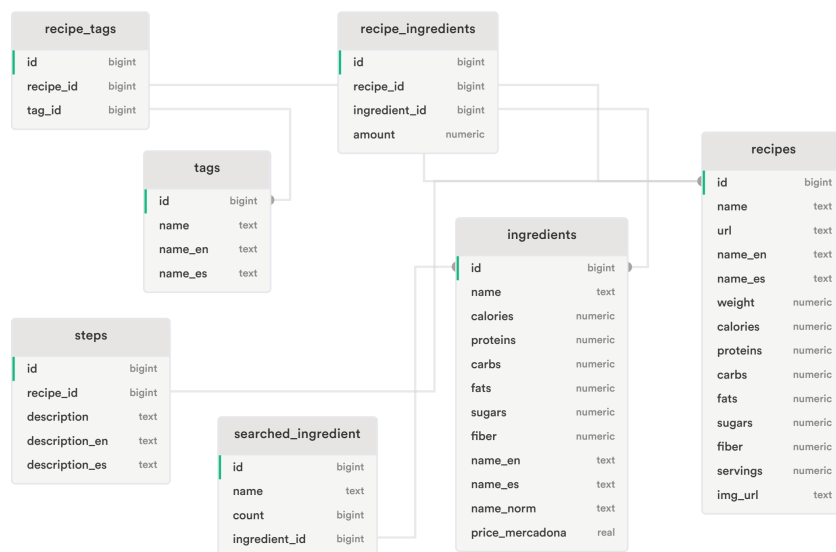 recipe_tags
id bigint
recipe_id bigint
tag_id bigint
recipe_ingredients
id bigint
recipe_id bigint
ingredient_id bigint
amount numeric
tags
id bigint
name text
name_en text
name_es text
recipes
id bigint
name text
url text
name_en text
name_es text
weight numeric
calories numeric
proteins numeric
carbs numeric
fats numeric
sugars numeric
fiber numeric
servings numeric
img_url text
ingredients
id bigint
name text
calories numeric
proteins numeric
carbs numeric
fats numeric
sugars numeric
fiber numeric
name_en text
name_es text
name_norm text
price_mercadona real
steps
id bigint
recipe_id bigint
description text
description_en text
description_es text
searched_ingredient
id bigint
name text
count bigint
ingredient_id bigint